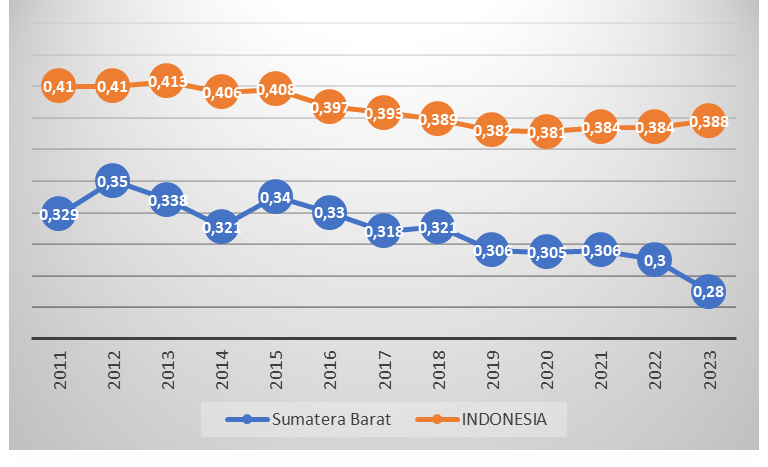 0,41 0,41 0,413 0,406 0,408 0,397 0,393 0,389 0,382 0,381 0,384 0,384 0,388
0,329 0,35 0,338 0,321 0,34 0,33 0,318 0,321 0,306 0,305 0,306 0,3 0,28
2011 2012 2013 2014 2015 2016 2017 2018 2019 2020 2021 2022 2023
Sumatera Barat INDONESIA